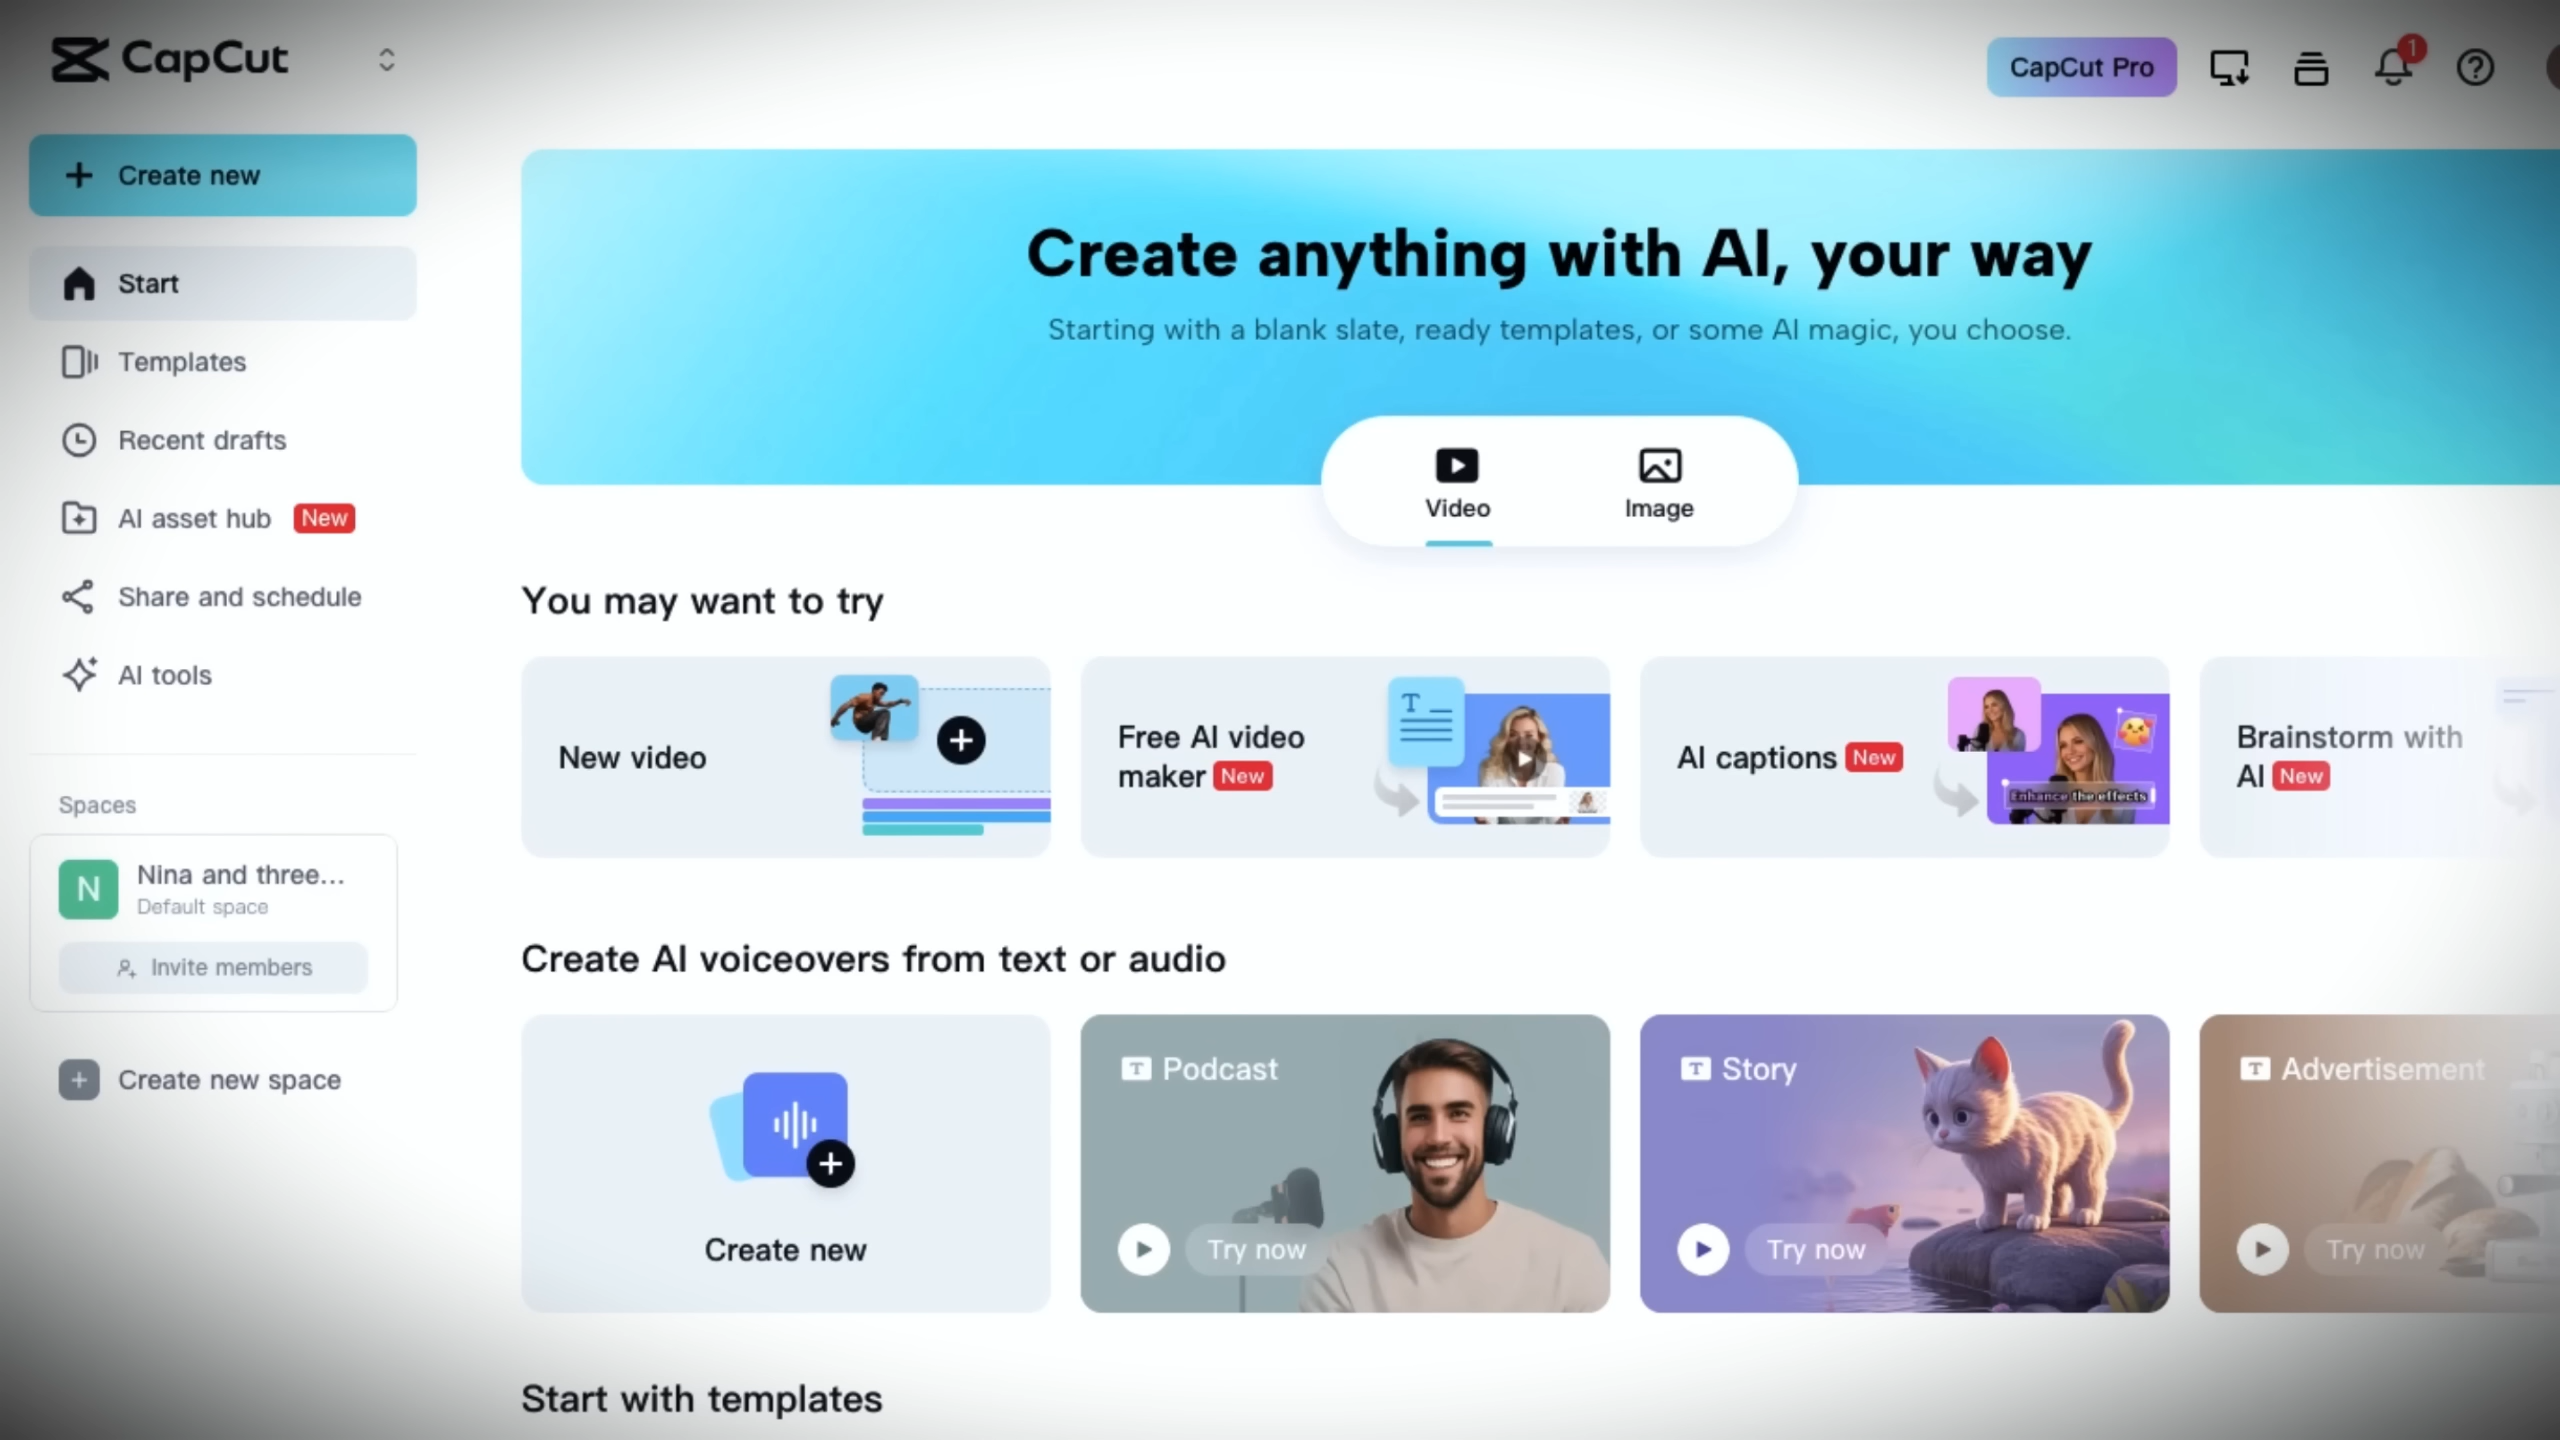 CapCut
CapCut Pro
1
Create new
Start
Templates
Recent drafts
AI asset hub New
Share and schedule
AI tools
Spaces
N
Nina and three...
Default space
Invite members
Create new space
Create anything with AI, your way
Starting with a blank slate, ready templates, or some AI magic, you choose.
Video
Image
You may want to try
New video
Free AI video
maker New
T
AI captions New
Enhance the effects
Brainstorm with
AI New
Create AI voiceovers from text or audio
Create new
T Podcast
Try now
T Story
Try now
T Advertisement
Try now
Start with templates